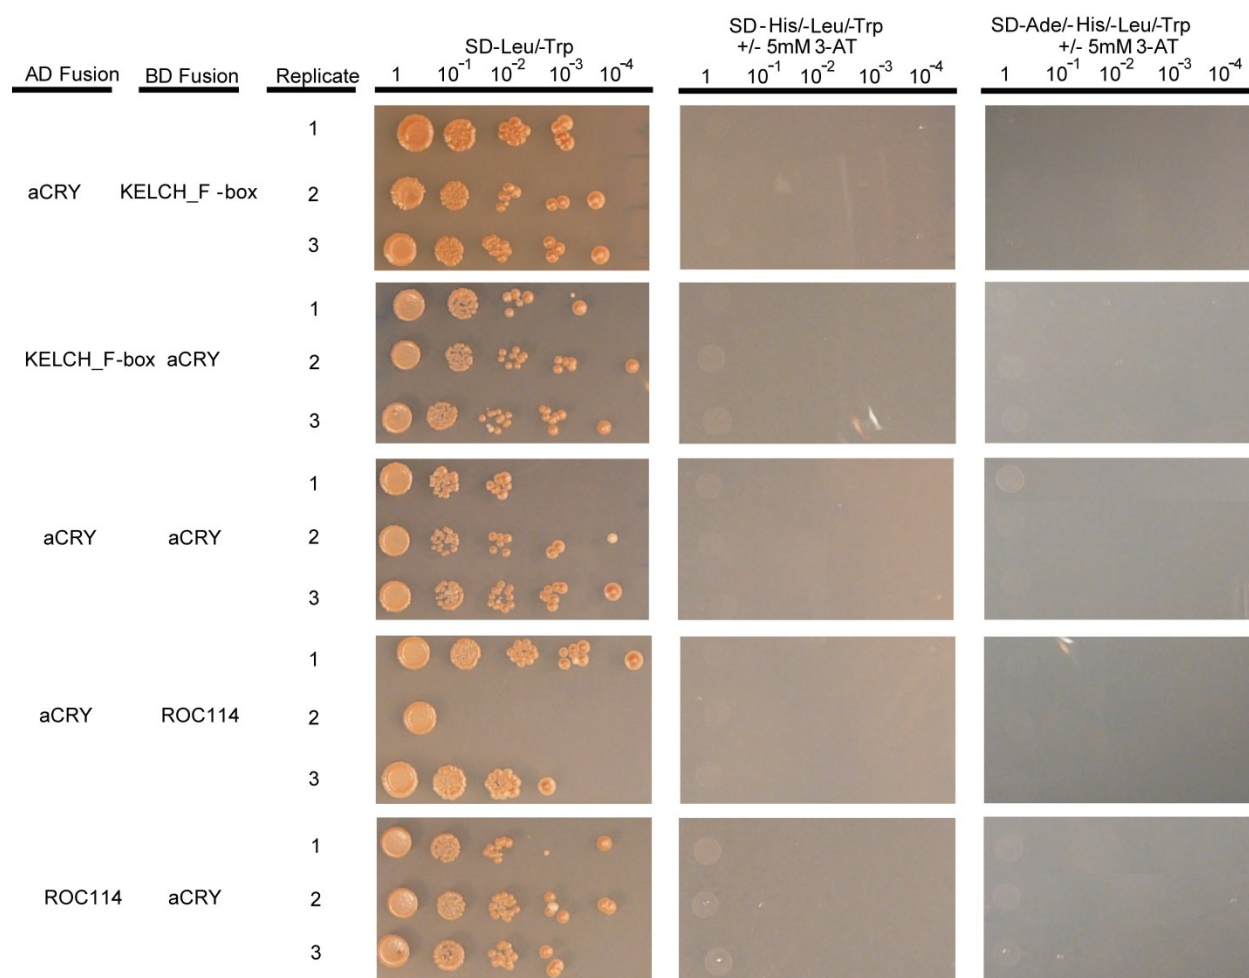 SD-Leu/-Trp
SD-His/-Leu/-Trp
+/- 5mM 3-AT
SD-Ade/-His/-Leu/-Trp
+/- 5mM 3-AT
AD Fusion BD Fusion Replicate 1 10⁻¹ 10⁻² 10⁻³ 10⁻⁴ 1 10⁻¹ 10⁻² 10⁻³ 10⁻⁴ 1 10⁻¹ 10⁻² 10⁻³ 10⁻⁴
1
aCRY KELCH_F -box 2
3
1
KELCH_F-box aCRY 2
3
1
aCRY aCRY 2
3
1
aCRY ROC114 2
3
1
ROC114 aCRY 2
3